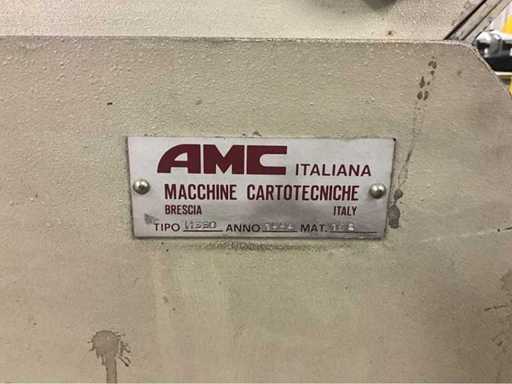 AMC ITALIANA
MACCHINE CARTOTECNICHE
BRESCIA ITALY
TIPO ANNO MAT.